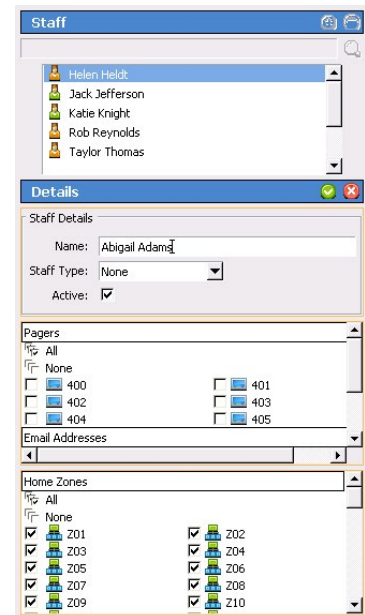 Staff
Helen Heldt
Jack Jefferson
Katie Knight
Rob Reynolds
Taylor Thomas
Details
Staff Details
Name: Abigail Adams
Staff Type: None
Active:
Pagers
All
None
400 401
402 403
404 405
Email Addresses
Home Zones
All
None
Z01 Z02
Z03 Z04
Z05 Z06
Z07 Z08
Z09 Z10